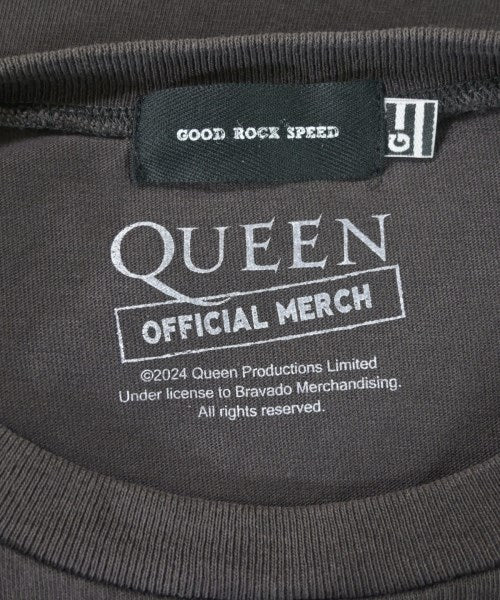 GOOD ROCK SPEED
QUEEN
OFFICIAL MERCH
©2024 Queen Productions Limited
Under license to Bravado Merchandising.
All rights reserved.